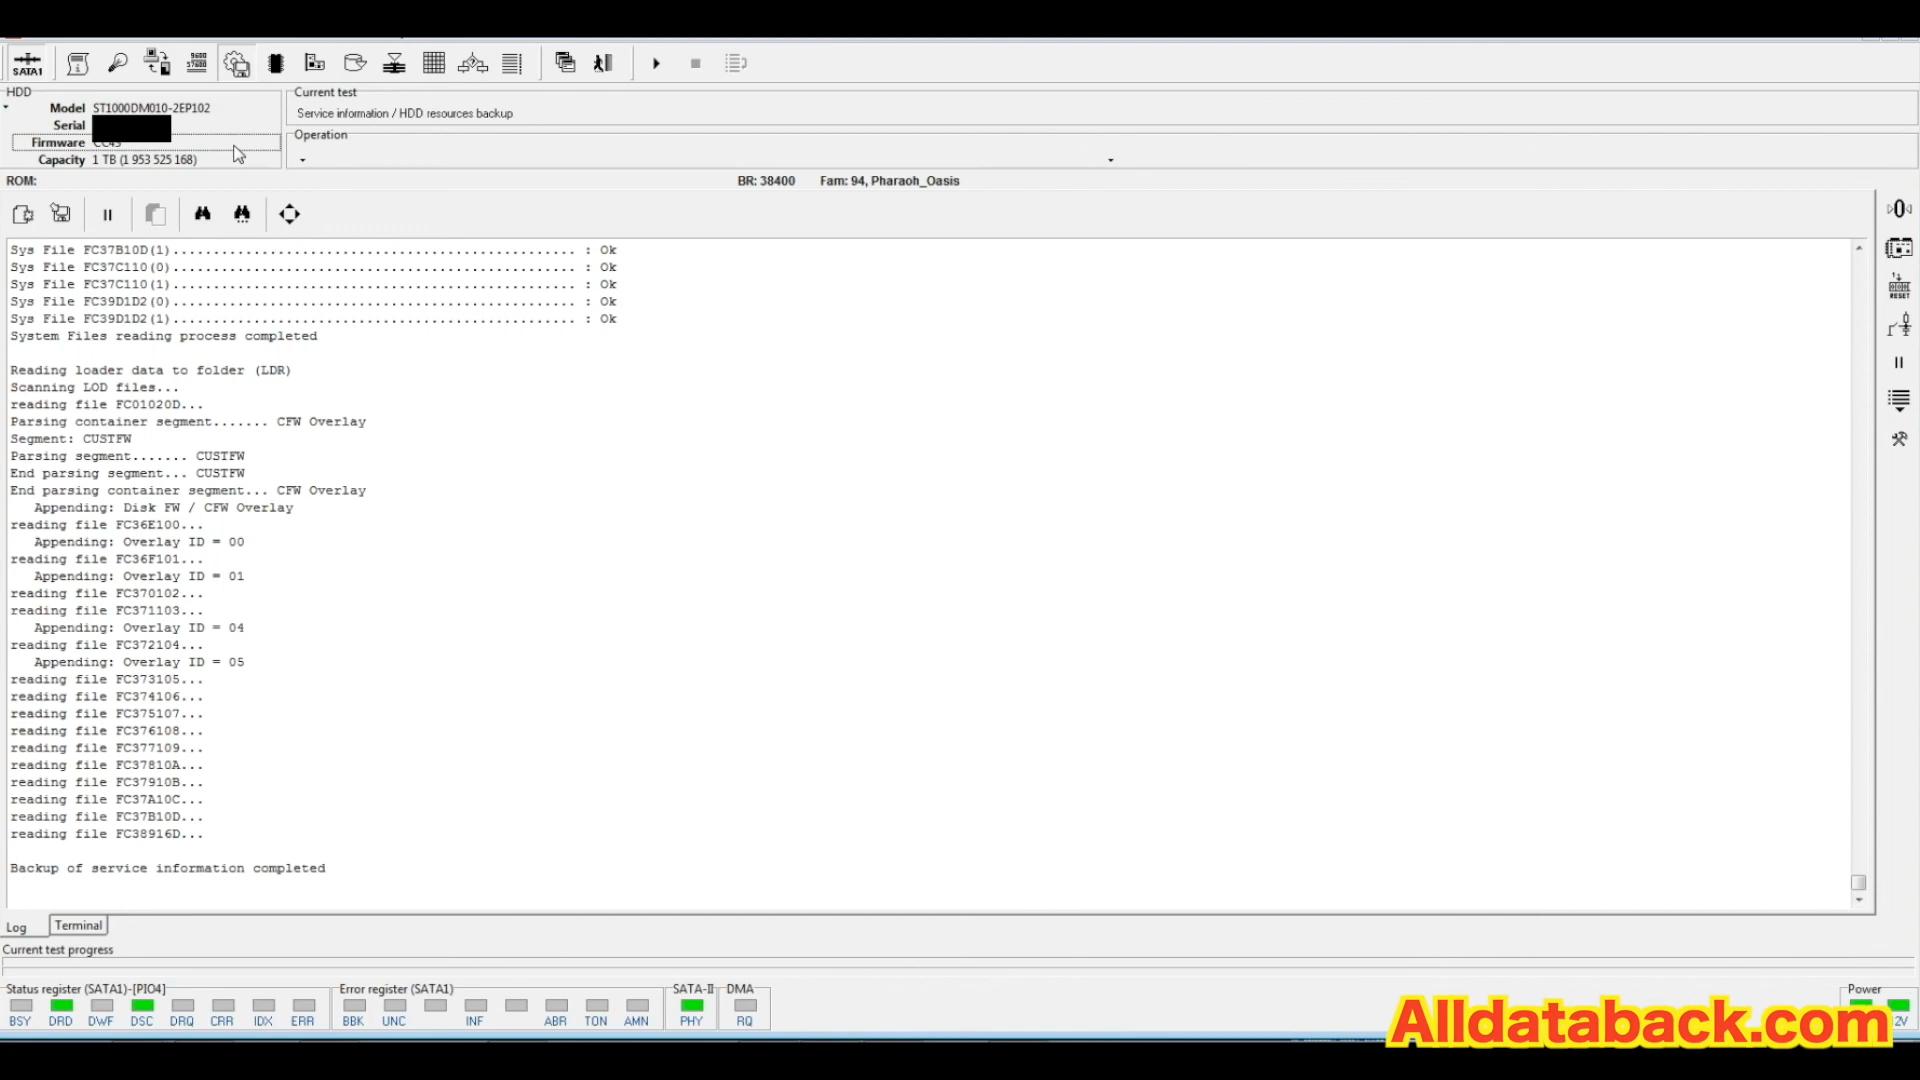 SATA1
9600
57600
HDD
Model ST1000DM010-2EP102
Serial
Firmware CC43
Capacity 1 TB (1 953 525 168)
Current test
Service information / HDD resources backup
Operation
ROM:
BR: 38400
Fam: 94, Pharaoh_Oasis
RESET
Sys File FC37B10D(1).................................................. : Ok
Sys File FC37C110(0).................................................. : Ok
Sys File FC37C110(1).................................................. : Ok
Sys File FC39D1D2(0).................................................. : Ok
Sys File FC39D1D2(1).................................................. : Ok
System Files reading process completed
Reading loader data to folder (LDR)
Scanning LOD files...
reading file FC01020D...
Parsing container segment....... CFW Overlay
Segment: CUSTFW
Parsing segment....... CUSTFW
End parsing segment... CUSTFW
End parsing container segment... CFW Overlay
Appending: Disk FW / CFW Overlay
reading file FC36E100...
Appending: Overlay ID = 00
reading file FC36F101...
Appending: Overlay ID = 01
reading file FC370102...
reading file FC371103...
Appending: Overlay ID = 04
reading file FC372104...
Appending: Overlay ID = 05
reading file FC373105...
reading file FC374106...
reading file FC375107...
reading file FC376108...
reading file FC377109...
reading file FC37810A...
reading file FC37910B...
reading file FC37A10C...
reading file FC37B10D...
reading file FC38916D...
Backup of service information completed
Log Terminal
Current test progress
Status register (SATA1)-[PIO4]
BSY DRD DWF DSC DRQ CRR IDX ERR
Error register (SATA1)
BBK UNC INF ABR TON AMN
SATA-II
PHY
DMA
RQ
Power
Alldataback.com